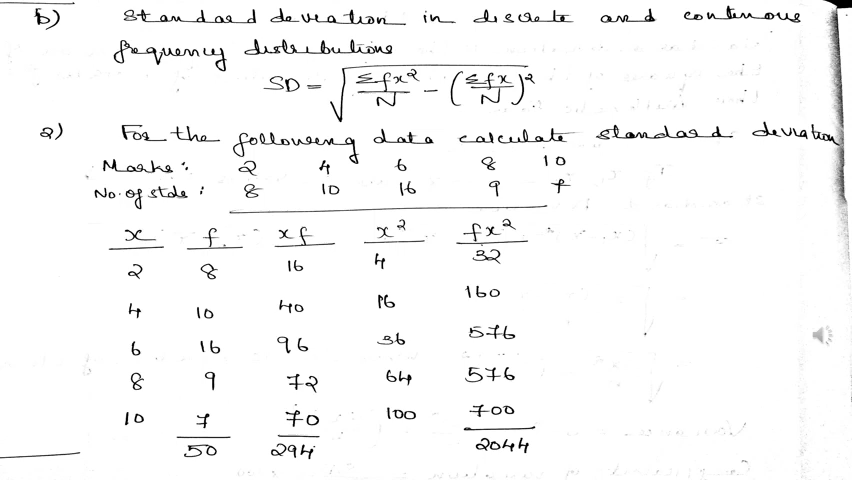 b) Standard deviation in discrete and continous
frequency distributions
SD = √ Σfx²/N − (Σfx/N)²
2) For the following data calculate standard deviation
Marks: 2 4 6 8 10
No. of stds: 8 10 16 9 7
x f xf x² fx²
2 8 16 4 32
4 10 40 16 160
6 16 96 36 576
8 9 72 64 576
10 7 70 100 700
50 294 2044